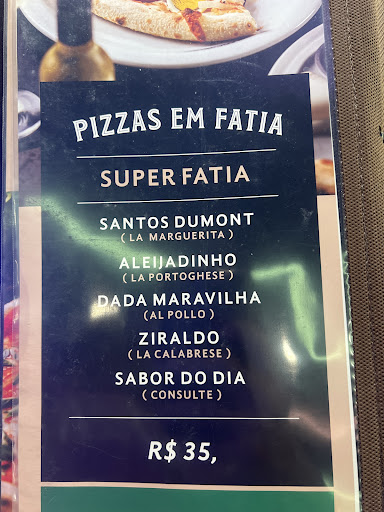 PIZZAS EM FATIA
SUPER FATIA
SANTOS DUMONT
( LA MARGUERITA )
ALEIJADINHO
( LA PORTOGHESE )
DADA MARAVILHA
( AL POLLO )
ZIRALDO
( LA CALABRESE )
SABOR DO DIA
( CONSULTE )
R$ 35,